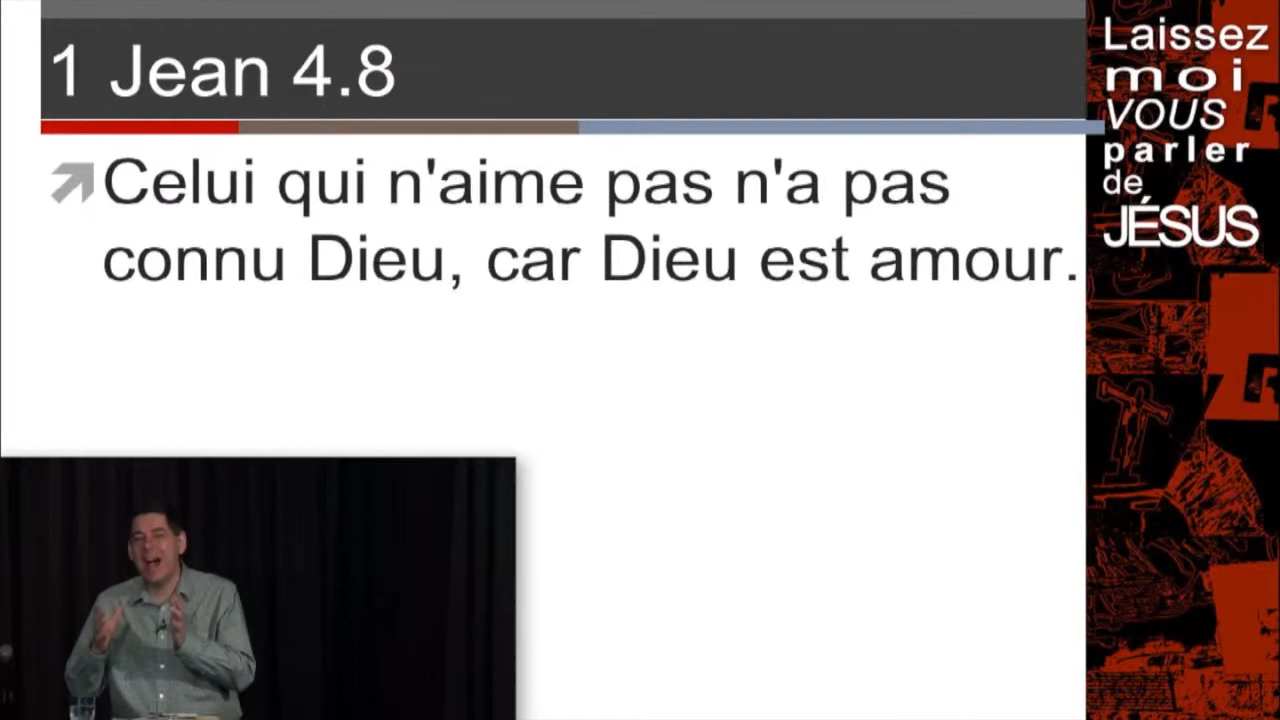 1 Jean 4.8
Celui qui n'aime pas n'a pas
connu Dieu, car Dieu est amour.
Laissez
moi
VOUS
parler
de
JÉSUS